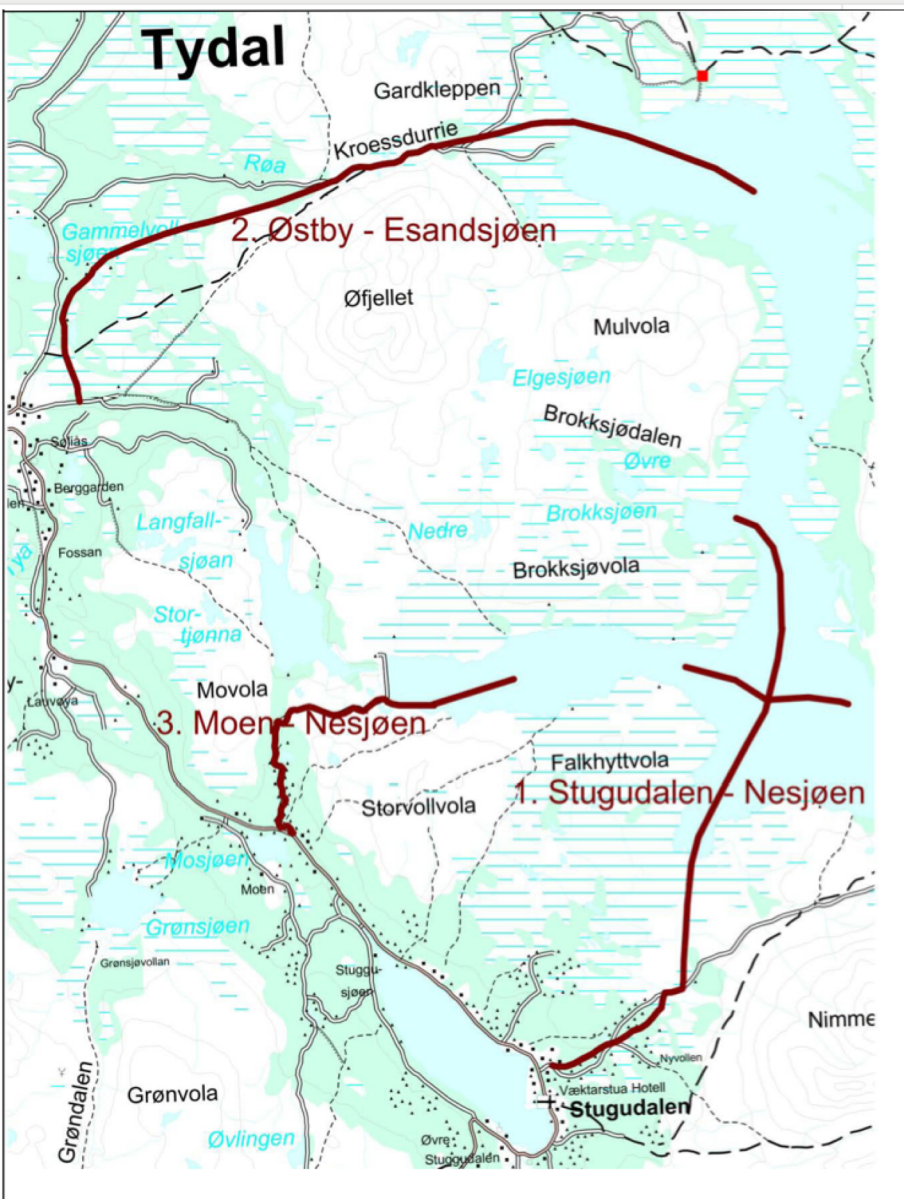 Tydal
Gardkleppen
Kroessdurrie
Røa
Gammelvoll-
sjøen
2. Østby - Esandsjøen
Øfjellet
Mulvola
Elgesjøen
Brokksjødalen
Øvre
Søliås
Berggarden
Langfall-
sjøan
Nedre
Brokksjøen
Fossan
Brokksjøvola
Stor-
tjønna
Movola
Lauvøya
3. Moen - Nesjøen
Falkhyttvola
1. Stugudalen - Nesjøen
Storvollvola
Mosjøen
Moen
Grønsjøen
Grønsjøvollan
Stuggu-
sjøen
Nimme
Nyvollen
Væktarstua Hotell
Stugudalen
Grønvola
Grøndalen
Øvlingen
Øvre
Stuggudalen